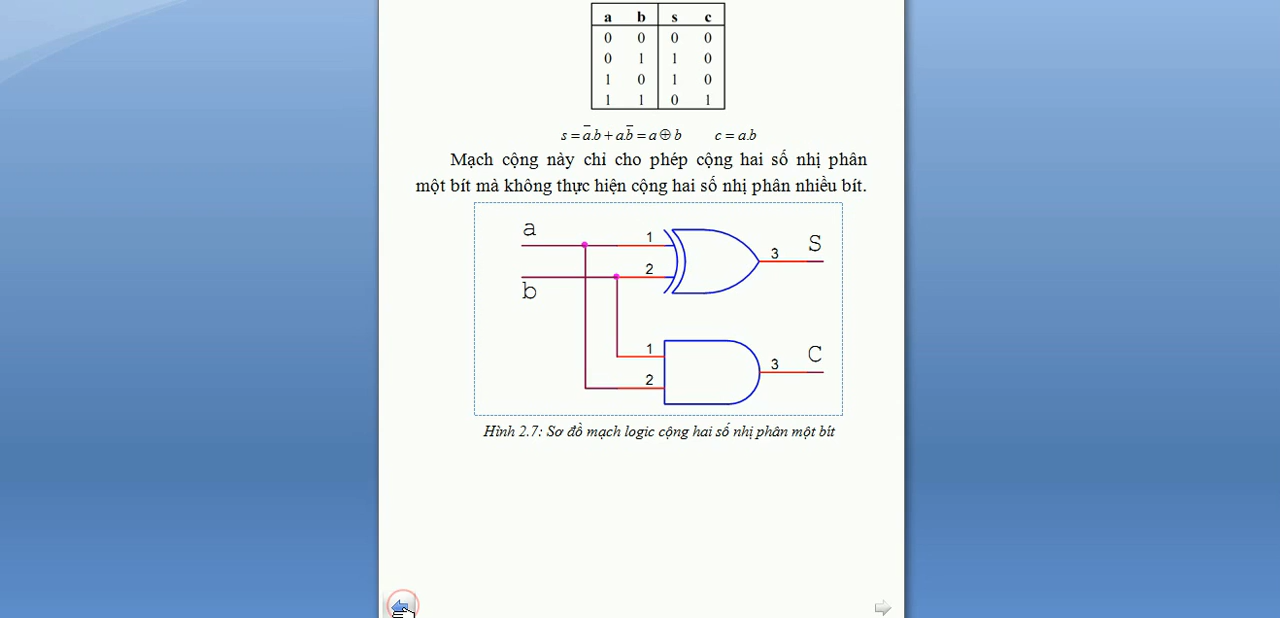 a b s c
0 0 0 0
0 1 1 0
1 0 1 0
1 1 0 1
s = a̅.b + a.b̅ = a ⊕ b c = a.b
Mạch cộng này chỉ cho phép cộng hai số nhị phân
một bít mà không thực hiện cộng hai số nhị phân nhiều bít.
a
1
3
S
2
b
1
3
C
2
Hình 2.7: Sơ đồ mạch logic cộng hai số nhị phân một bít